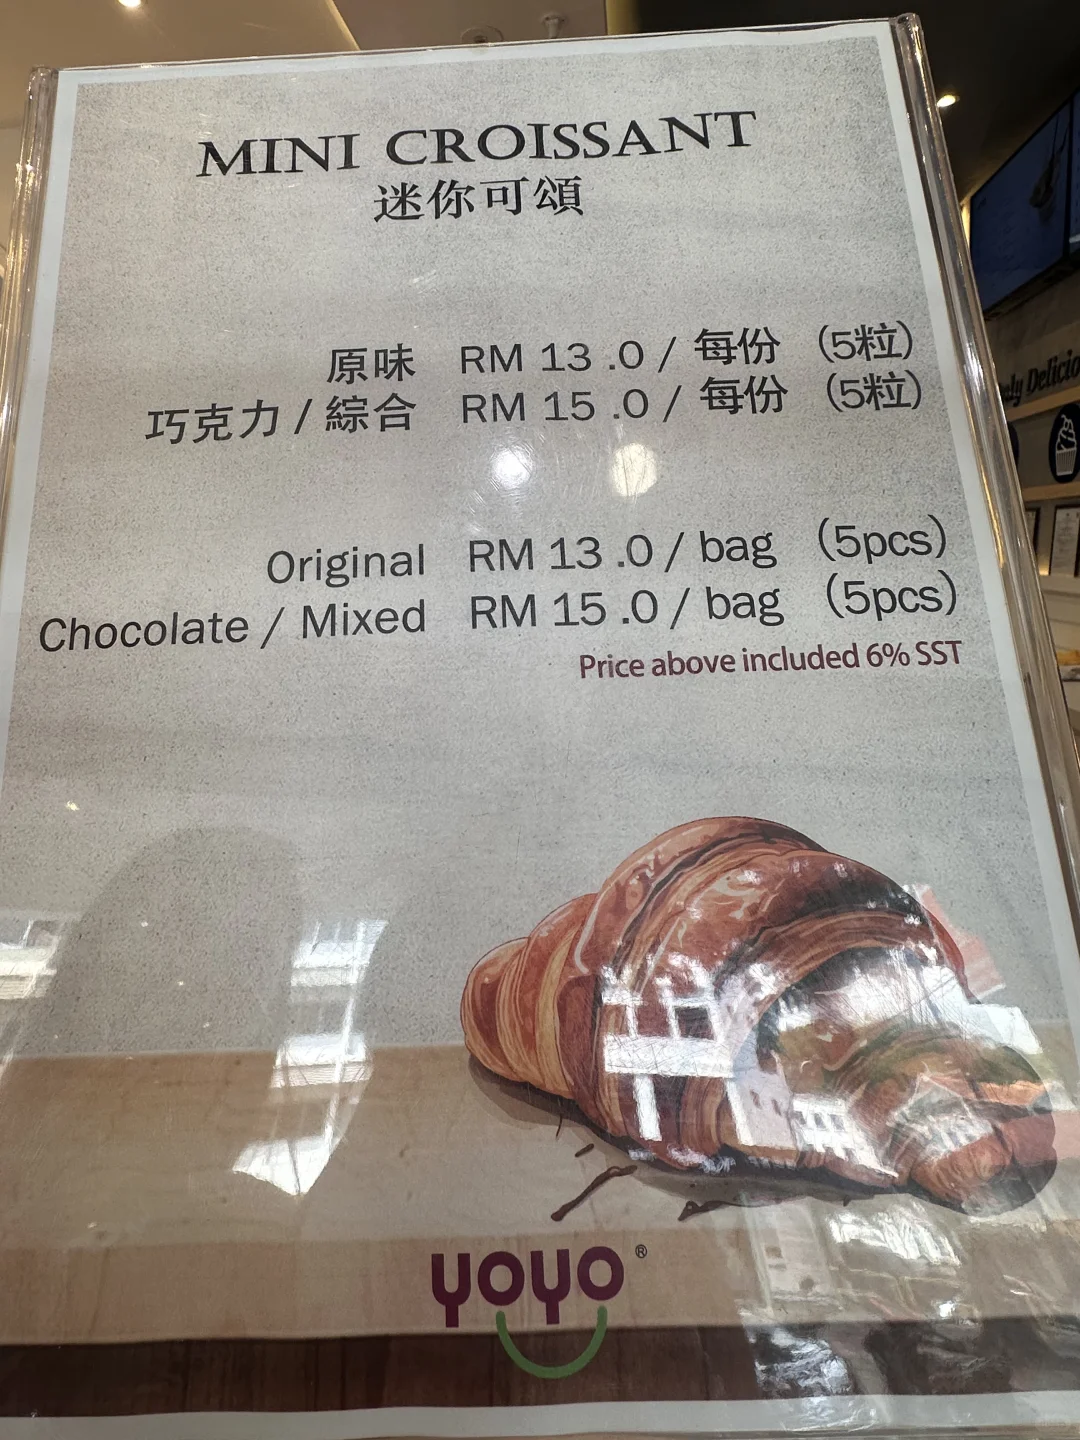 MINI CROISSANT
迷你可頌
原味 RM 13 .0 / 每份 (5粒)
巧克力 / 綜合 RM 15 .0 / 每份 (5粒)
Original RM 13 .0 / bag (5pcs)
Chocolate / Mixed RM 15 .0 / bag (5pcs)
Price above included 6% SST
yoyo®